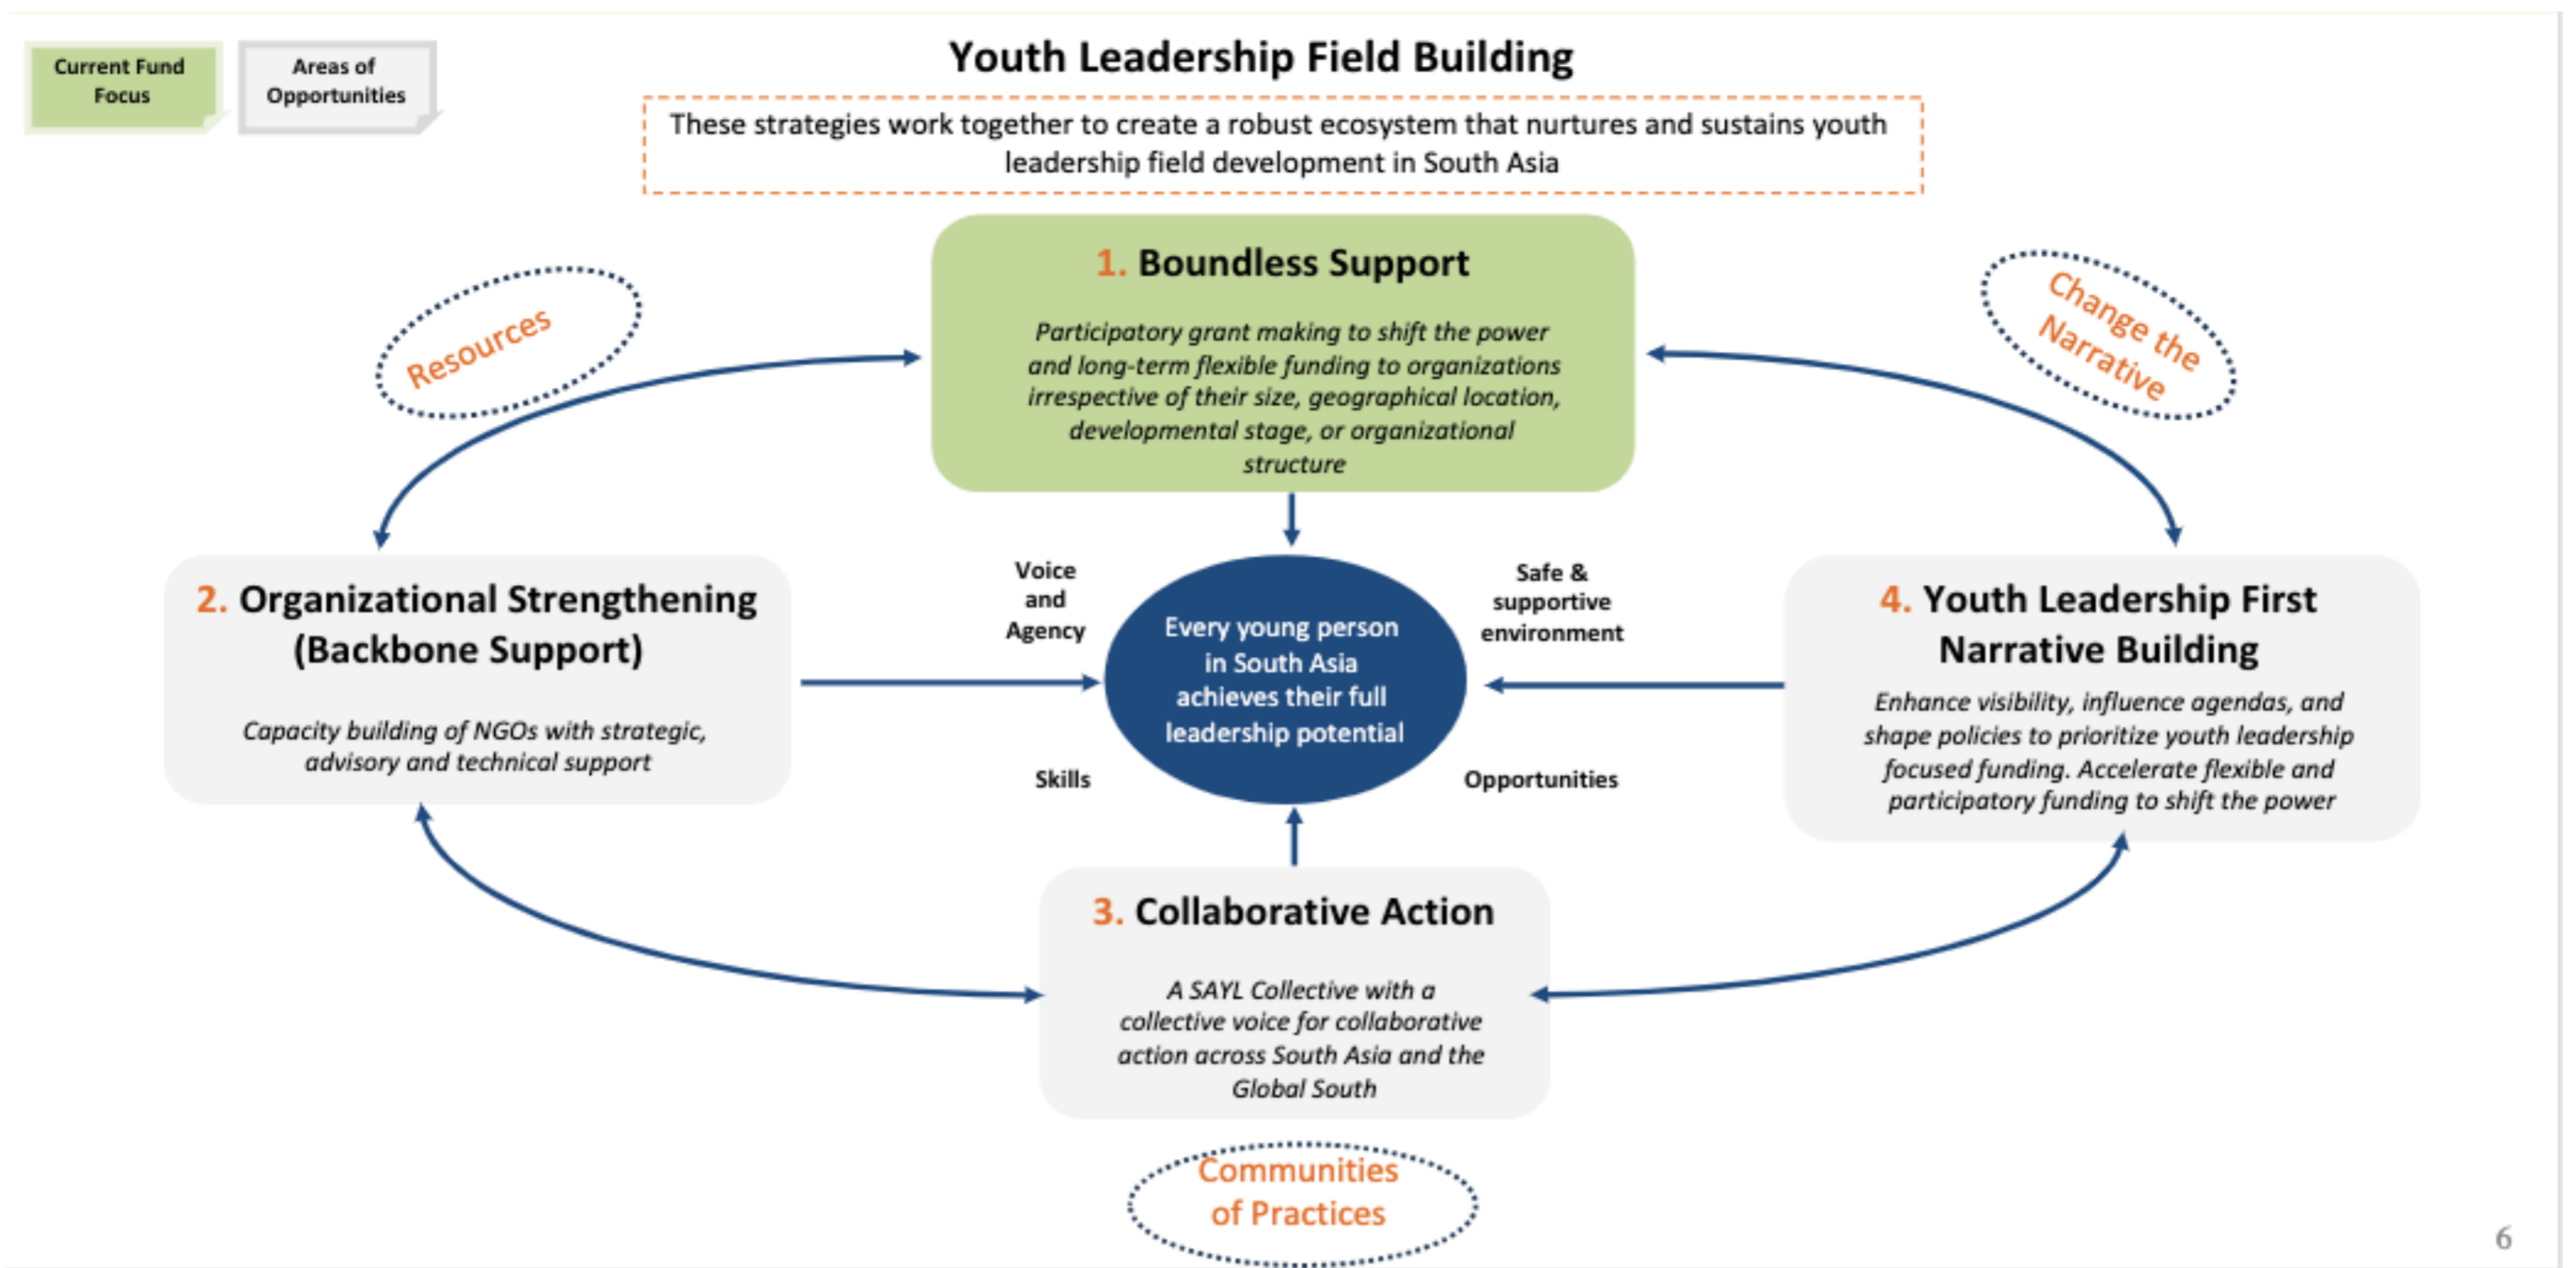 Current Fund
Focus
Areas of
Opportunities
Youth Leadership Field Building
These strategies work together to create a robust ecosystem that nurtures and sustains youth
leadership field development in South Asia
1. Boundless Support
Participatory grant making to shift the power
and long-term flexible funding to organizations
irrespective of their size, geographical location,
developmental stage, or organizational
structure
Resources
Change the
Narrative
2. Organizational Strengthening
(Backbone Support)
Capacity building of NGOs with strategic,
advisory and technical support
Voice
and
Agency
Skills
Every young person
in South Asia
achieves their full
leadership potential
Safe &
supportive
environment
Opportunities
4. Youth Leadership First
Narrative Building
Enhance visibility, influence agendas, and
shape policies to prioritize youth leadership
focused funding. Accelerate flexible and
participatory funding to shift the power
3. Collaborative Action
A SAYL Collective with a
collective voice for collaborative
action across South Asia and the
Global South
Communities
of Practices
6